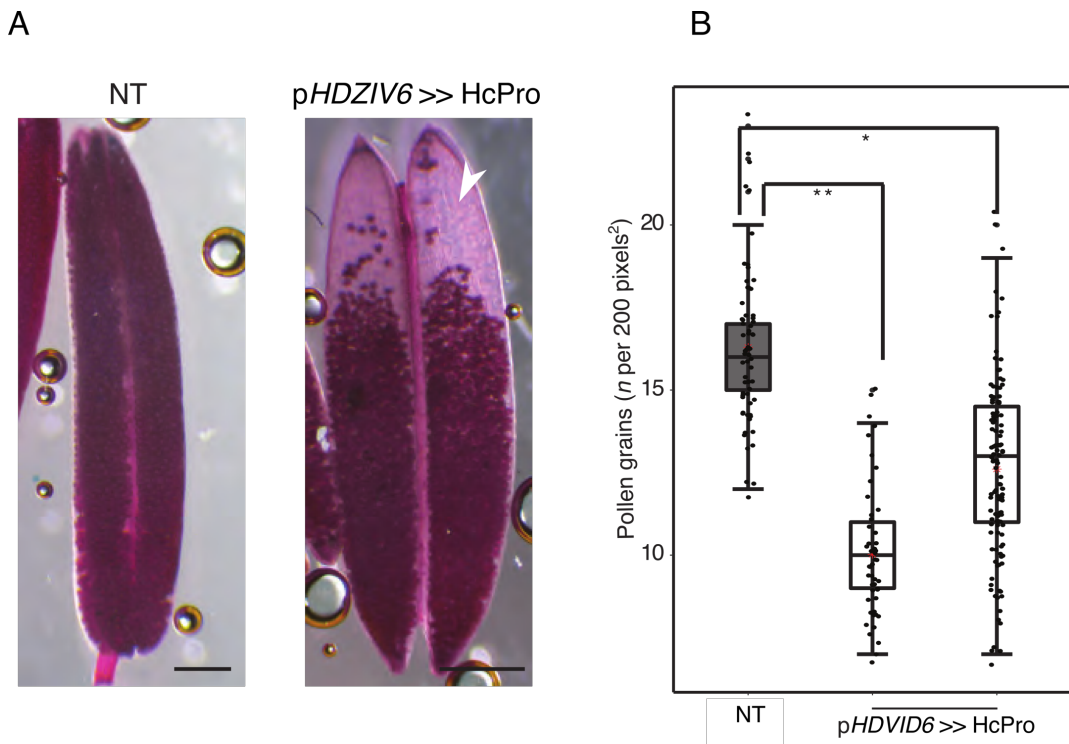 A
B
NT
pHDZIV6 >> HcPro
Pollen grains (n per 200 pixels²)
20
15
10
*
**
NT
pHDVID6 >> HcPro